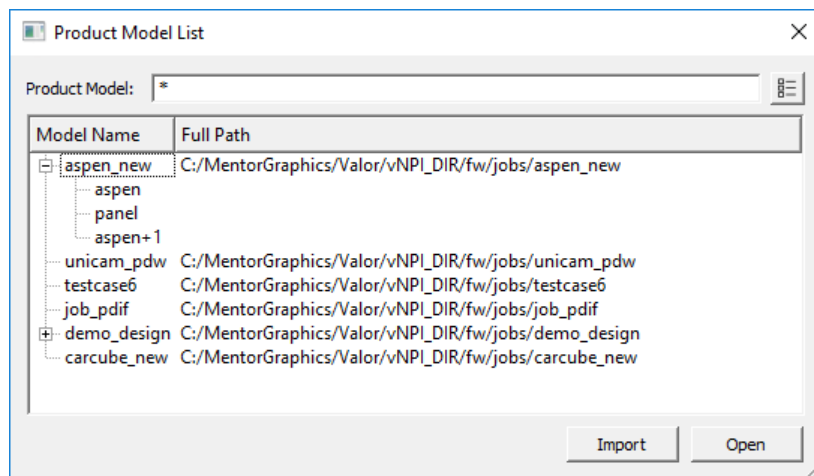 Product Model List
Product Model: *
Model Name Full Path
aspen_new C:/MentorGraphics/Valor/vNPI_DIR/fw/jobs/aspen_new
aspen
panel
aspen+1
unicam_pdw C:/MentorGraphics/Valor/vNPI_DIR/fw/jobs/unicam_pdw
testcase6 C:/MentorGraphics/Valor/vNPI_DIR/fw/jobs/testcase6
job_pdif C:/MentorGraphics/Valor/vNPI_DIR/fw/jobs/job_pdif
demo_design C:/MentorGraphics/Valor/vNPI_DIR/fw/jobs/demo_design
carcube_new C:/MentorGraphics/Valor/vNPI_DIR/fw/jobs/carcube_new
Import Open